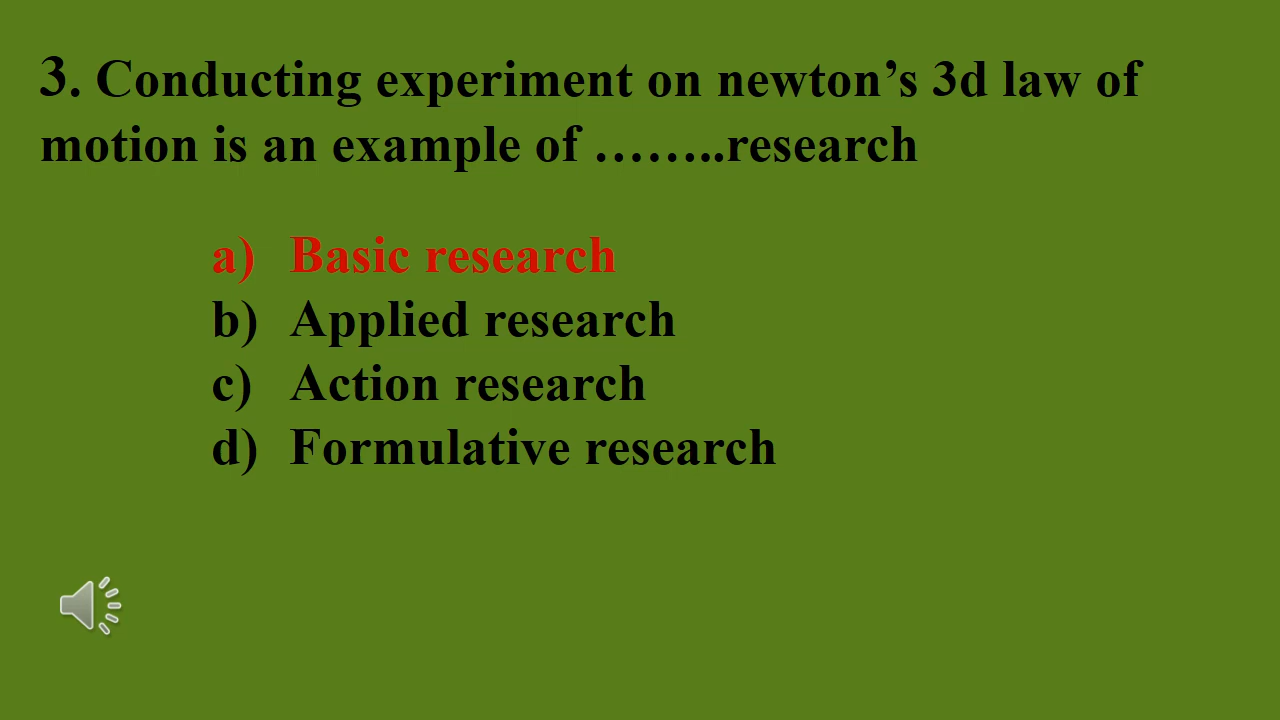 3. Conducting experiment on newton’s 3d law of
motion is an example of ……..research
a) Basic research
b) Applied research
c) Action research
d) Formulative research